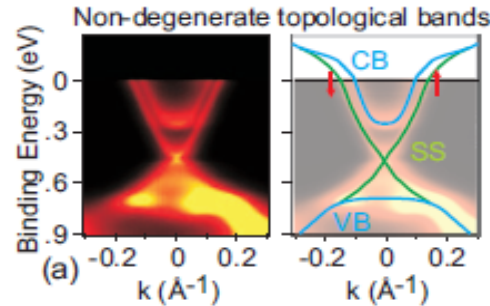 Non-degenerate topological bands
Binding Energy (eV)
0
.3
.6
.9
CB
SS
VB
(a)
-0.2 0 0.2
-0.2 0 0.2
k (Å-1)
k (Å-1)